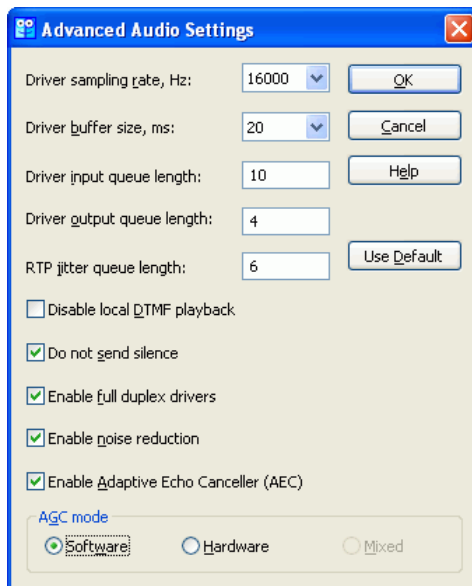 Advanced Audio Settings
Driver sampling rate, Hz: 16000 OK
Driver buffer size, ms: 20 Cancel
Driver input queue length: 10 Help
Driver output queue length: 4
RTP jitter queue length: 6 Use Default
Disable local DTMF playback
Do not send silence
Enable full duplex drivers
Enable noise reduction
Enable Adaptive Echo Canceller (AEC)
AGC mode
Software Hardware Mixed